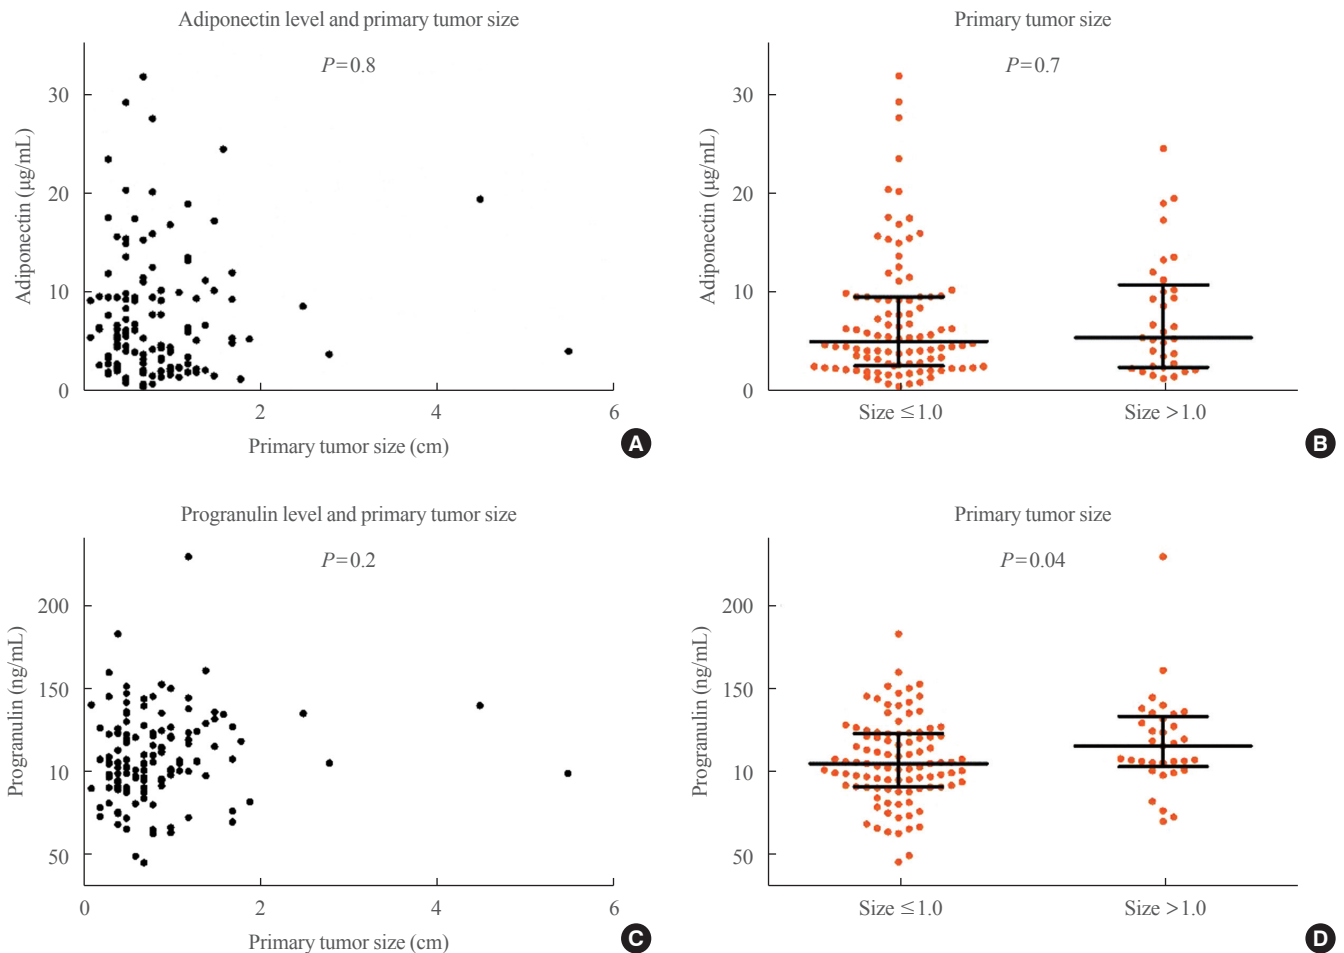 Adiponectin level and primary tumor size
P=0.8
Adiponectin (μg/mL)
30
20
10
0
2
4
6
Primary tumor size (cm)
A
Primary tumor size
P=0.7
Adiponectin (μg/mL)
30
20
10
0
Size ≤1.0
Size >1.0
B
Progranulin level and primary tumor size
P=0.2
Progranulin (ng/mL)
200
150
10
50
0
2
4
6
Primary tumor size (cm)
C
Primary tumor size
P=0.04
Progranulin (ng/mL)
200
150
10
50
Size ≤1.0
Size >1.0
D